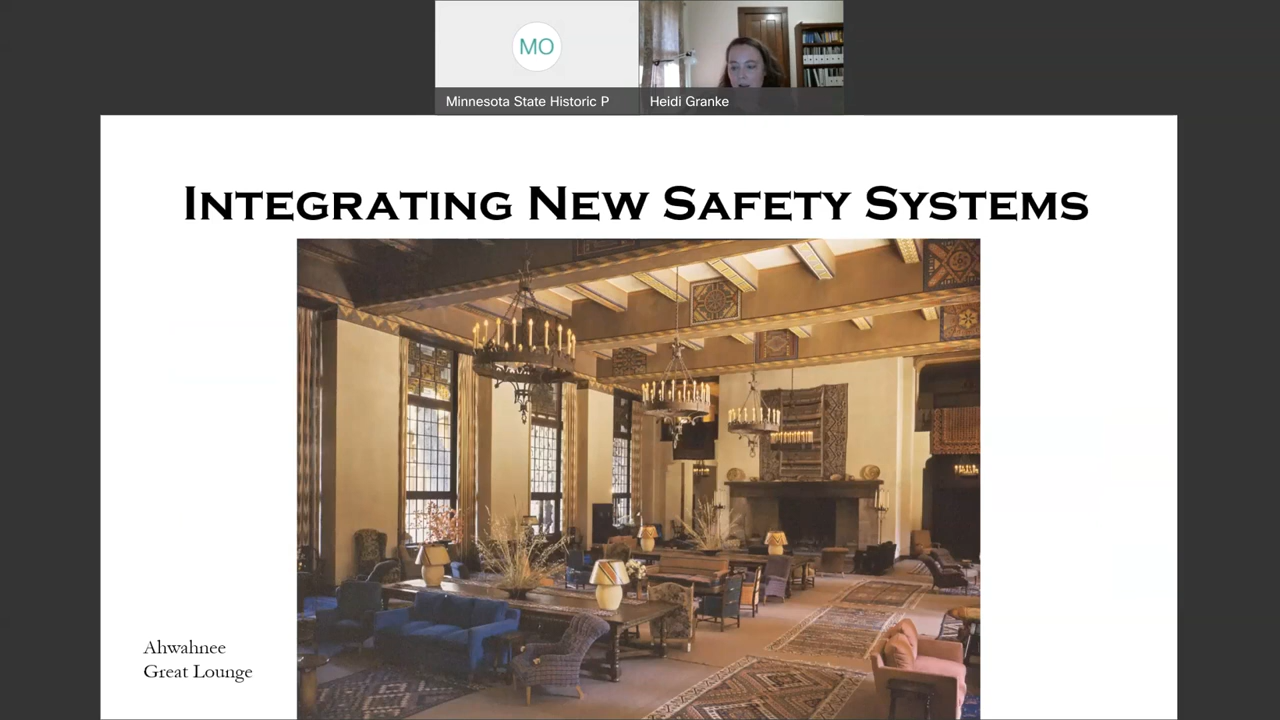 MO
Minnesota State Historic P
Heidi Granke
INTEGRATING NEW SAFETY SYSTEMS
Ahwahnee
Great Lounge